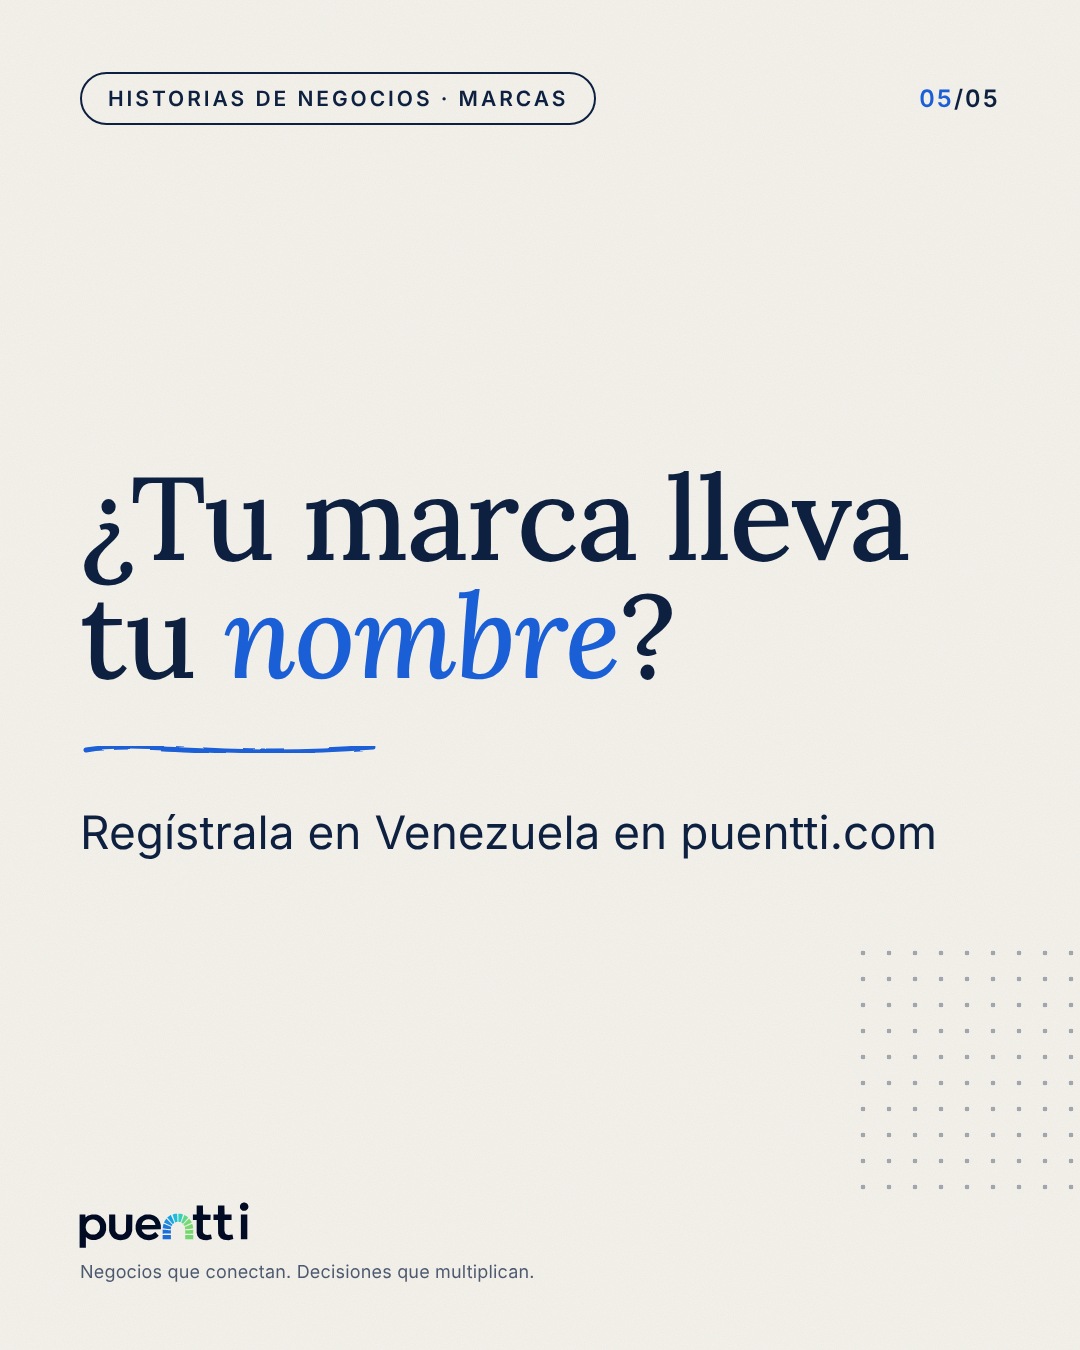 HISTORIAS DE NEGOCIOS · MARCAS
05/05
¿Tu marca lleva
tu nombre?
Regístrala en Venezuela en puentti.com
puentti
Negocios que conectan. Decisiones que multiplican.